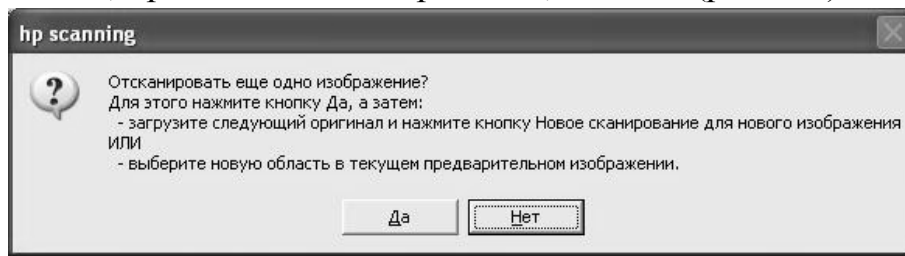 hp scanning
Отсканировать еще одно изображение?
Для этого нажмите кнопку Да, а затем:
- загрузите следующий оригинал и нажмите кнопку Новое сканирование для нового изображения
ИЛИ
- выберите новую область в текущем предварительном изображении.
Да
Нет